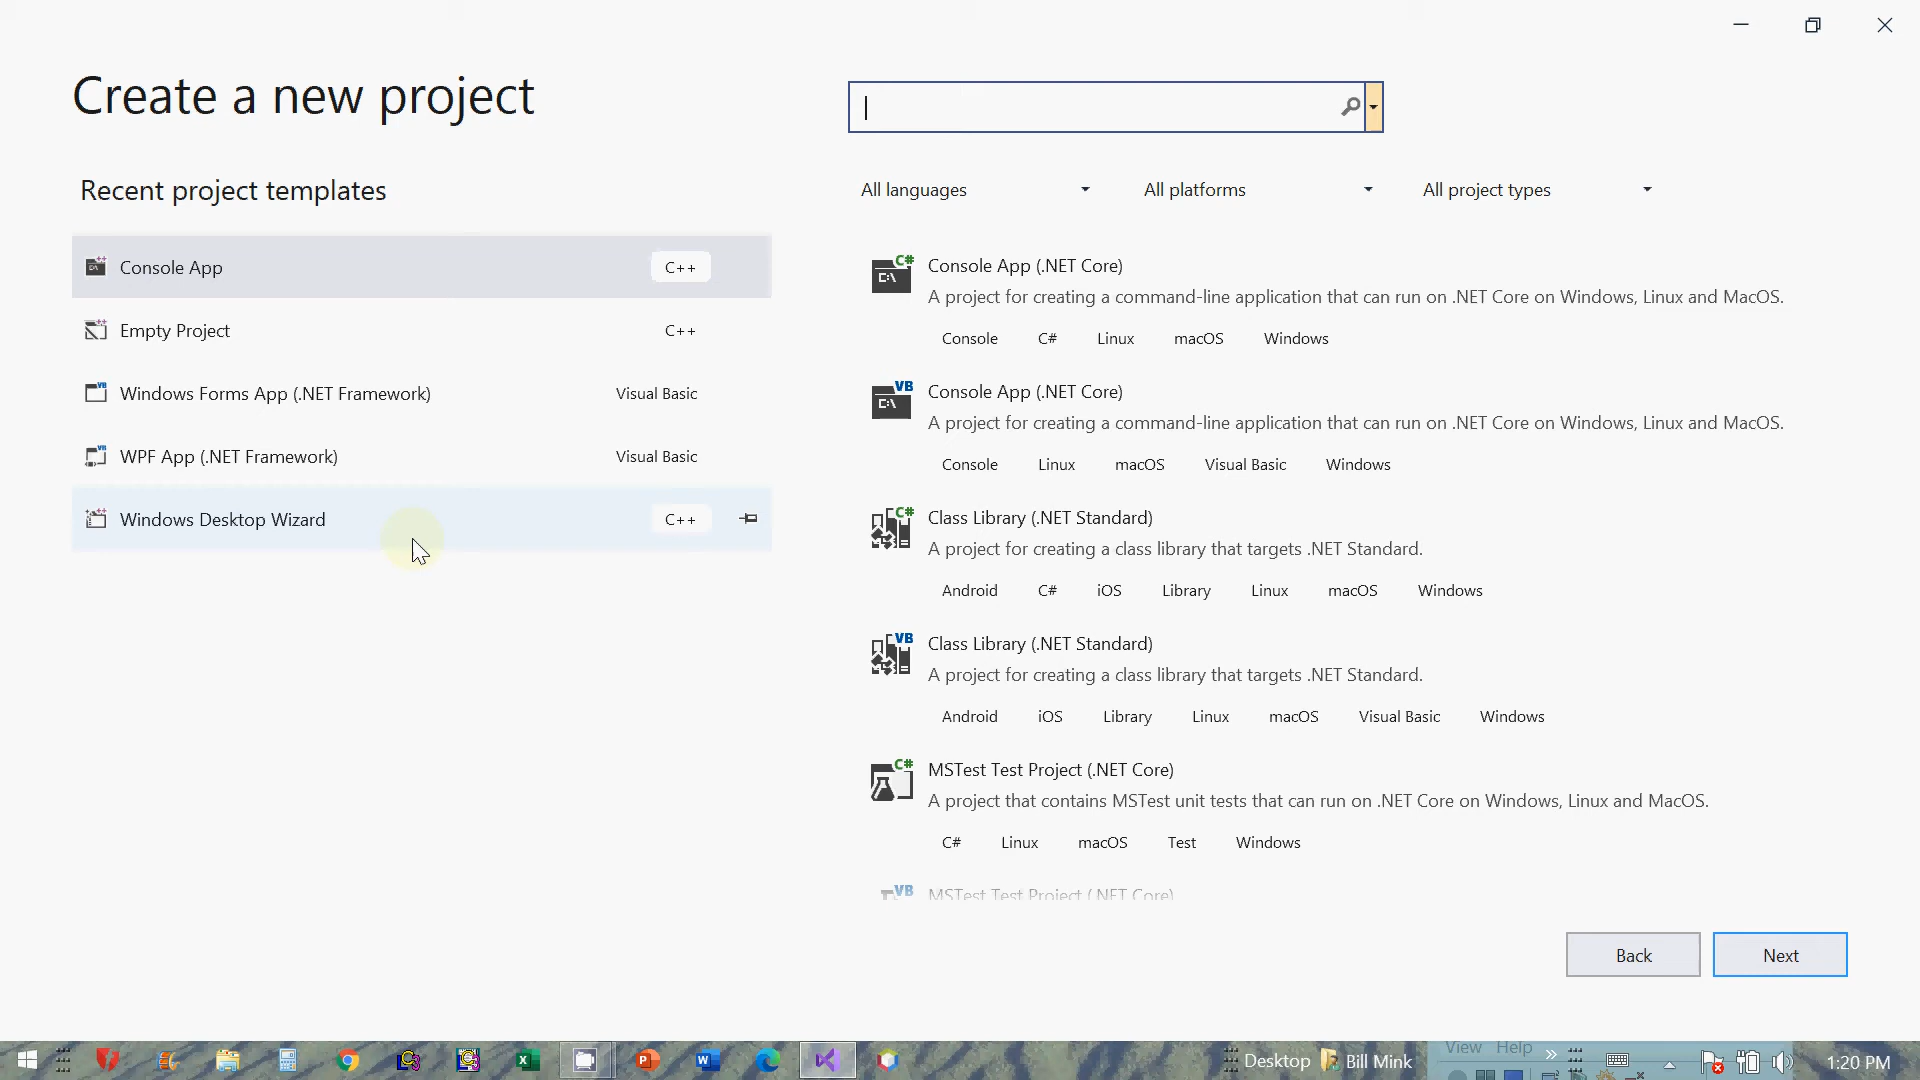 Create a new project
Recent project templates
Console App C++
Empty Project C++
Windows Forms App (.NET Framework) Visual Basic
WPF App (.NET Framework) Visual Basic
Windows Desktop Wizard C++
All languages All platforms All project types
C# Console App (.NET Core)
C:\ A project for creating a command-line application that can run on .NET Core on Windows, Linux and MacOS.
Console C# Linux macOS Windows
VB Console App (.NET Core)
C:\ A project for creating a command-line application that can run on .NET Core on Windows, Linux and MacOS.
Console Linux macOS Visual Basic Windows
C# Class Library (.NET Standard)
A project for creating a class library that targets .NET Standard.
Android C# iOS Library Linux macOS Windows
VB Class Library (.NET Standard)
A project for creating a class library that targets .NET Standard.
Android iOS Library Linux macOS Visual Basic Windows
C# MSTest Test Project (.NET Core)
A project that contains MSTest unit tests that can run on .NET Core on Windows, Linux and MacOS.
C# Linux macOS Test Windows
VB MSTest Test Project (.NET Core)
Back Next
Desktop Bill Mink View Help 1:20 PM